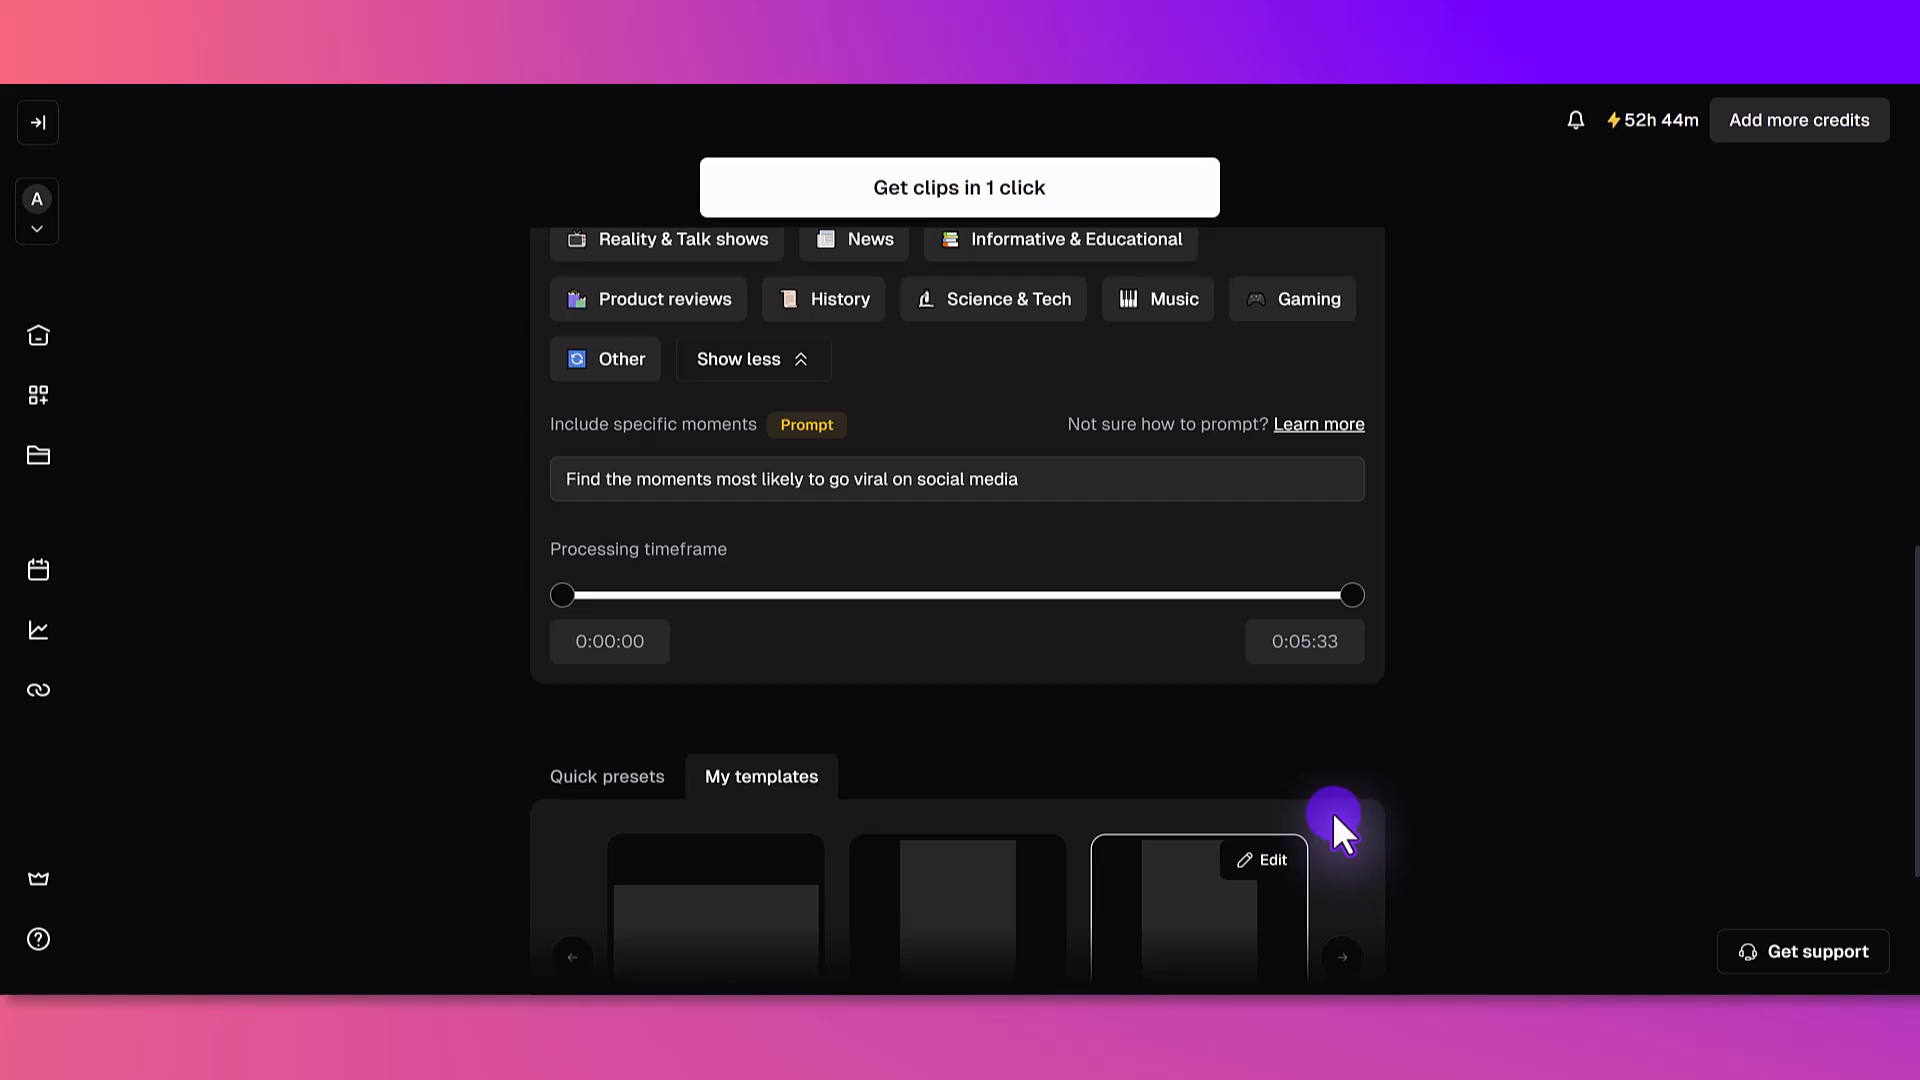 52h 44m
Add more credits
A
Get clips in 1 click
Reality & Talk shows
News
Informative & Educational
Product reviews
History
Science & Tech
Music
Gaming
Other
Show less
Include specific moments
Prompt
Not sure how to prompt? Learn more
Find the moments most likely to go viral on social media
Processing timeframe
0:00:00
0:05:33
Quick presets
My templates
Edit
Get support